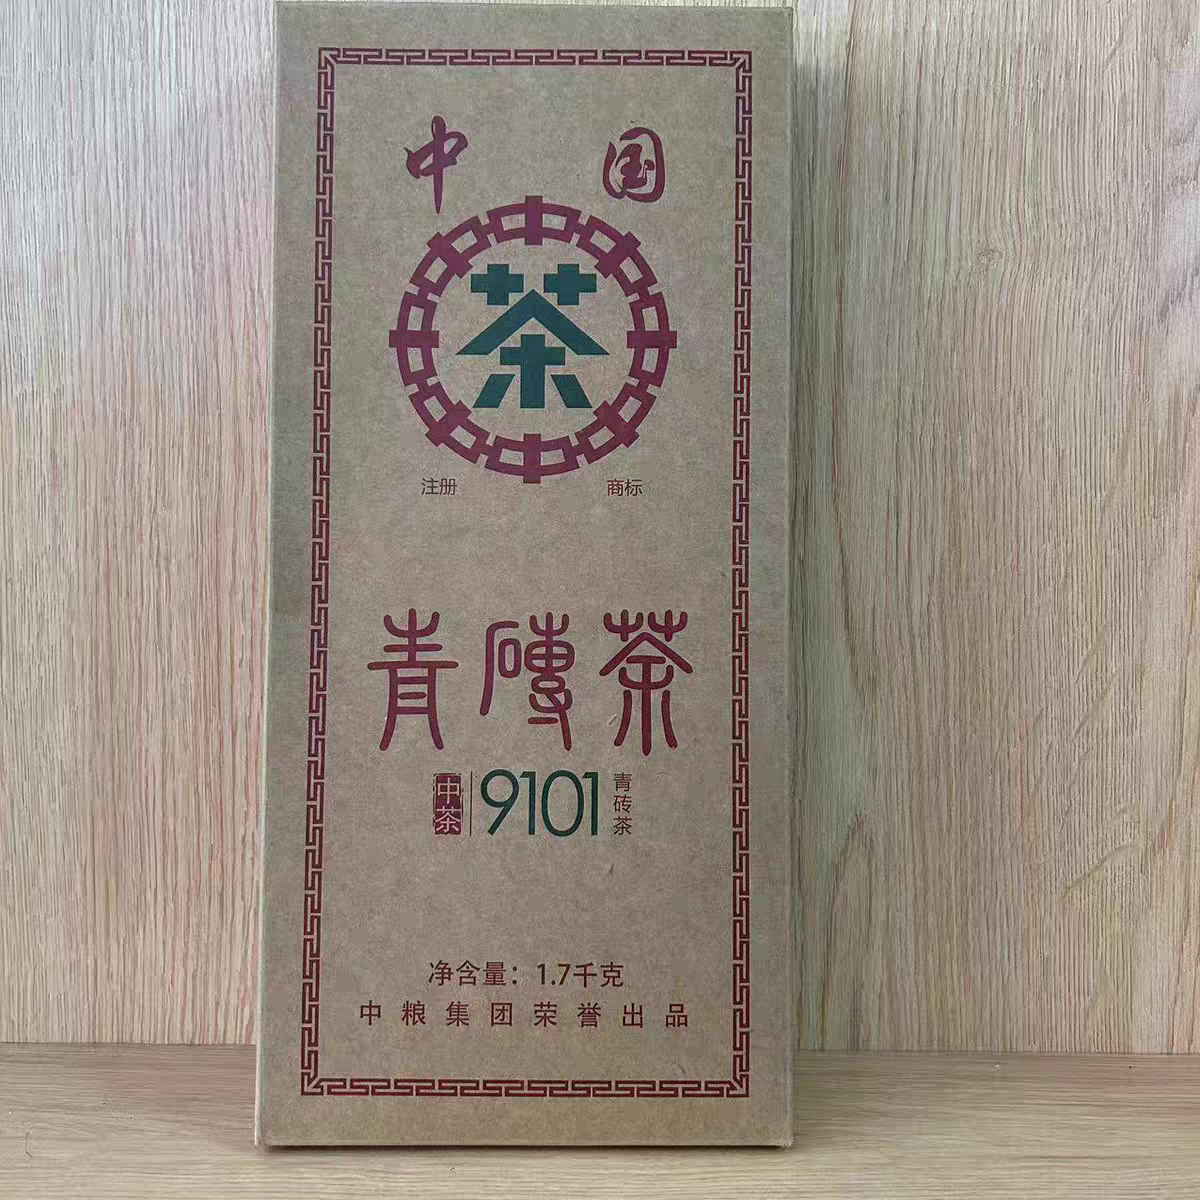 中 国
茶
注册 商标
青磚茶
中茶 9101 青砖茶
净含量：1.7千克
中粮集团荣誉出品